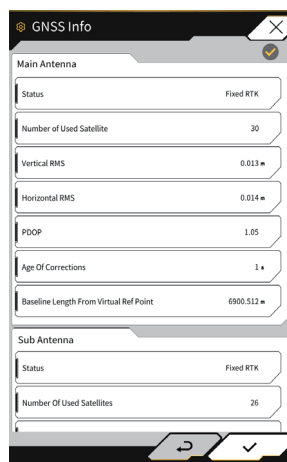 GNSS Info
Main Antenna
Status Fixed RTK
Number of Used Satellite 30
Vertical RMS 0.013 m
Horizontal RMS 0.014 m
PDOP 1.05
Age Of Corrections 1 s
Baseline Length From Virtual Ref Point 6900.512 m
Sub Antenna
Status Fixed RTK
Number Of Used Satellites 26